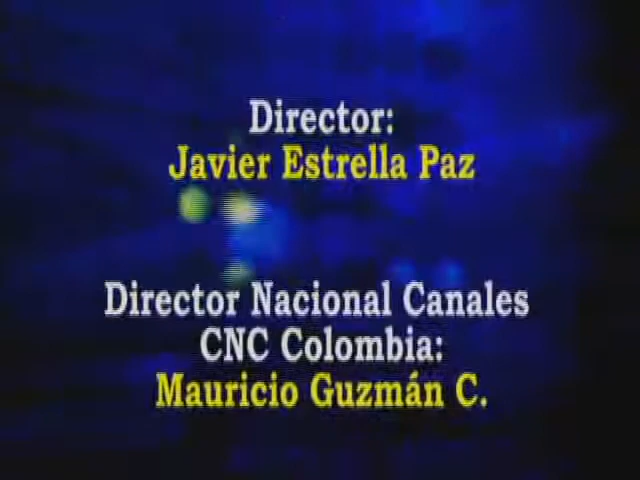 Director:
Javier Estrella Paz
Director Nacional Canales
CNC Colombia:
Mauricio Guzmán C.